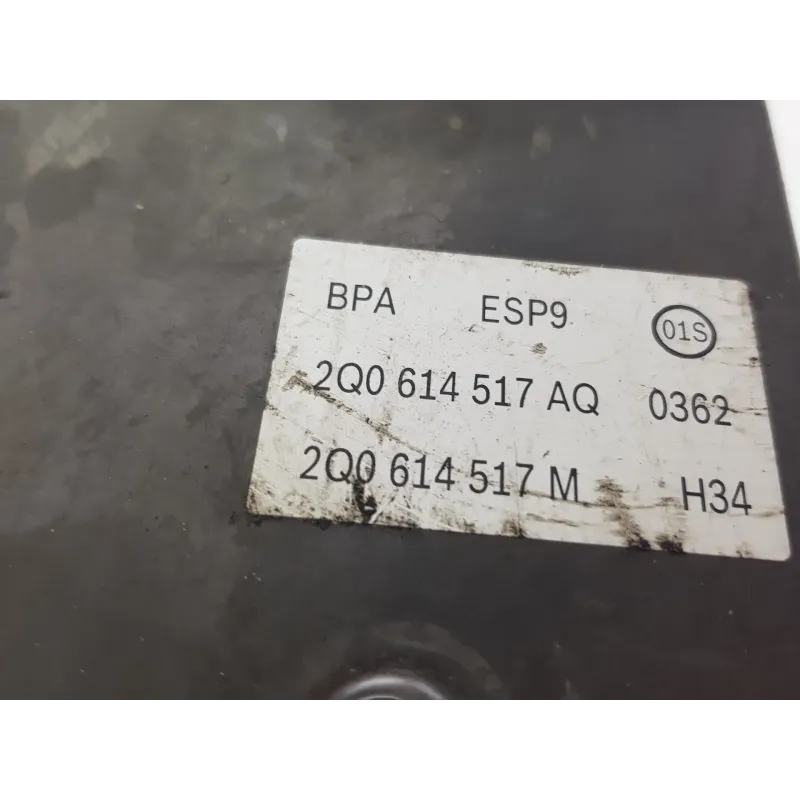 BPA ESP9 01S
2Q0 614 517 AQ 0362
2Q0 614 517 M H34